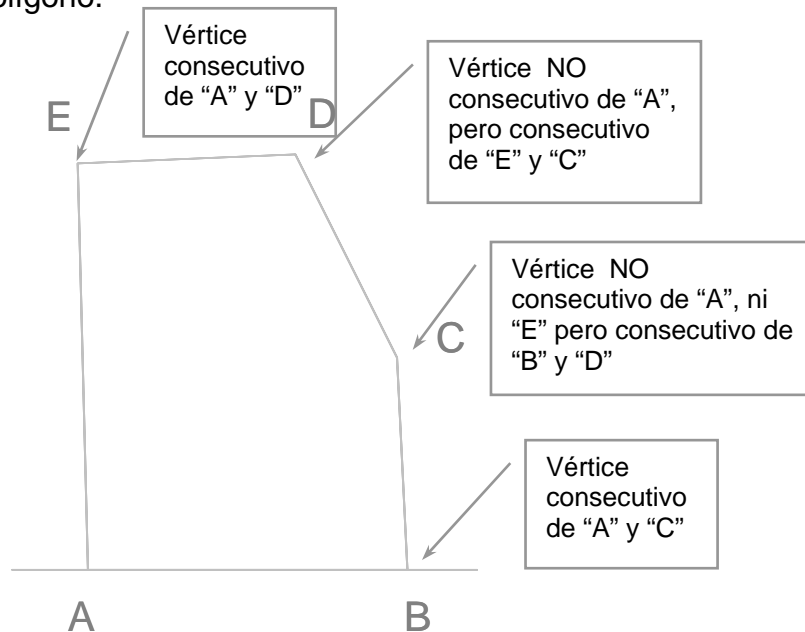 Vértice
consecutivo
de “A” y “D”
Vértice NO
consecutivo de “A”,
pero consecutivo
de “E” y “C”
E
D
Vértice NO
consecutivo de “A”, ni
“E” pero consecutivo de
“B” y “D”
C
Vértice
consecutivo
de “A” y “C”
A
B